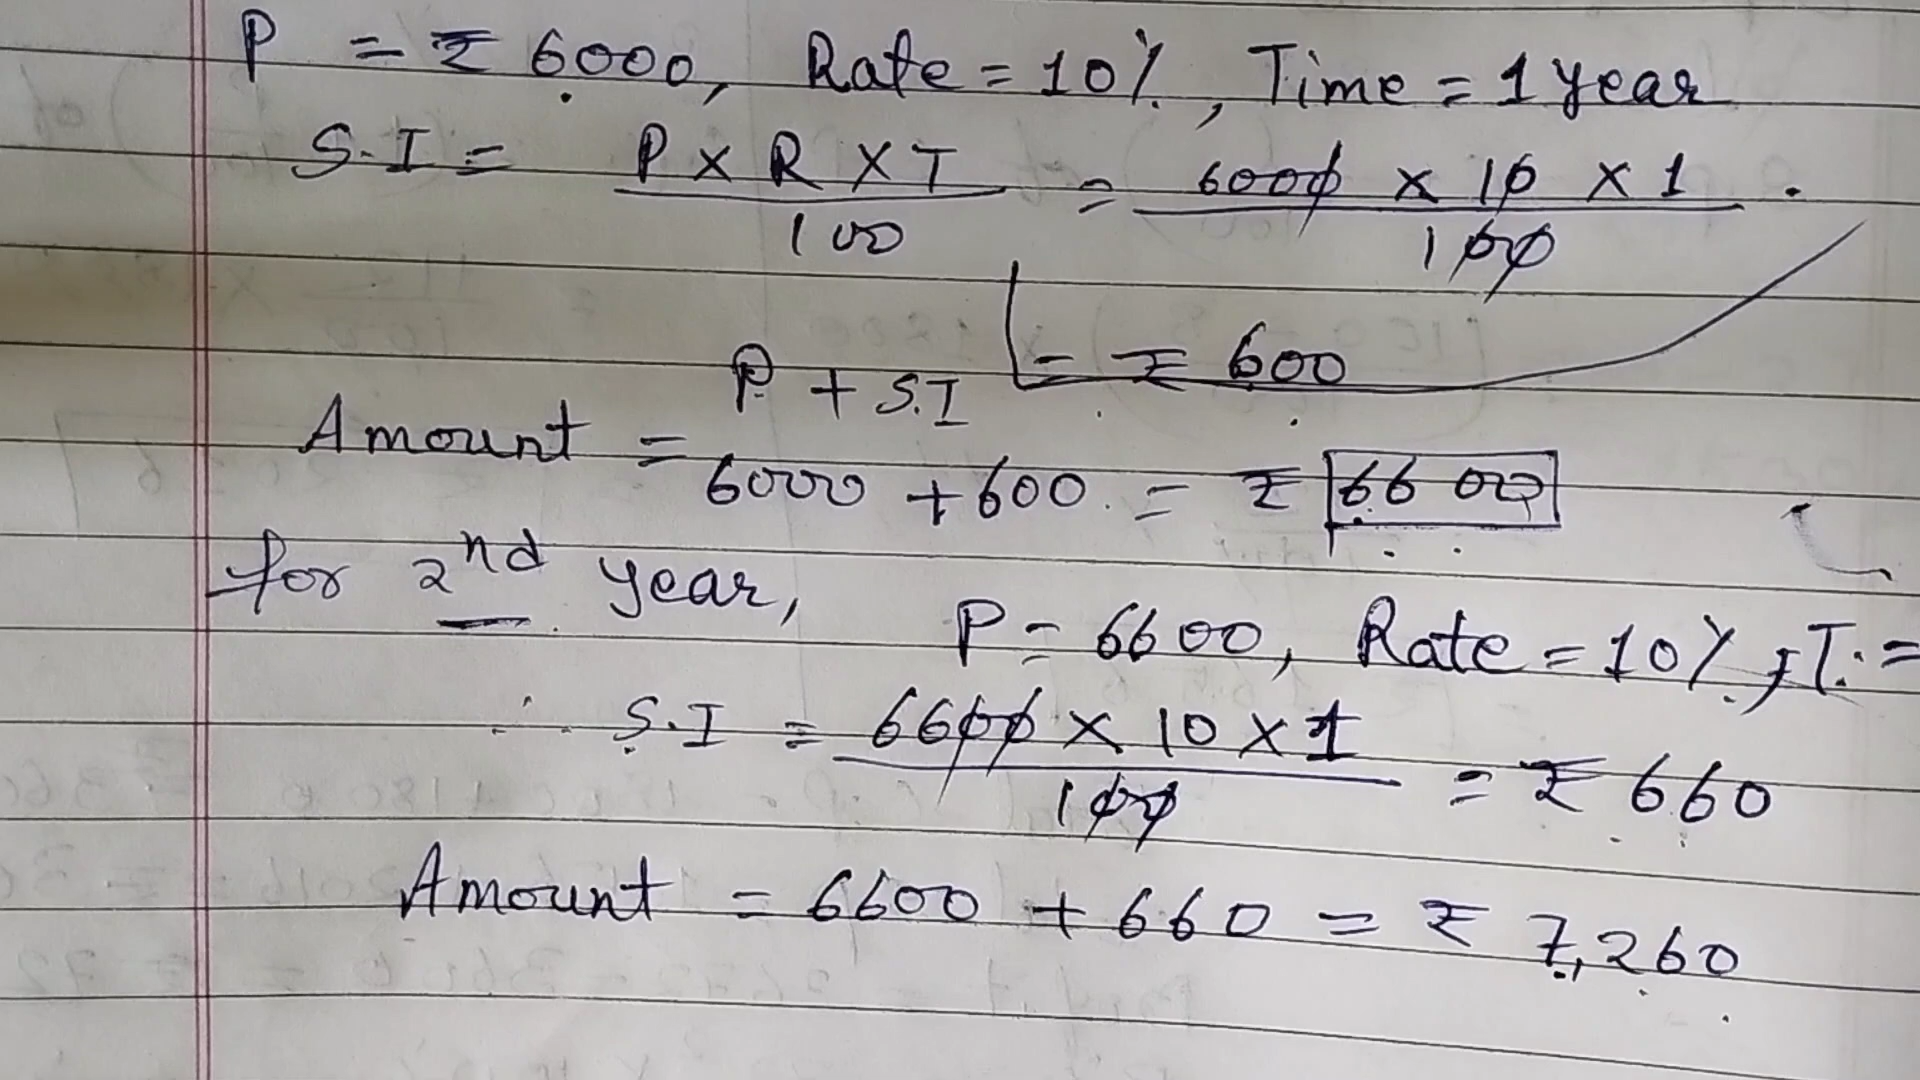 P = ₹ 6000, Rate = 10%, Time = 1 year
S.I = P X R X T / 100 = 6000 x 10 x 1 / 100
= ₹ 600
P + S.I
Amount = 6000 + 600 = ₹ 6600
for 2nd year,
P = 6600, Rate = 10%, T. =
∴ S.I = 6600 x 10 x 1 / 100 = ₹ 660
Amount = 6600 + 660 = ₹ 7,260